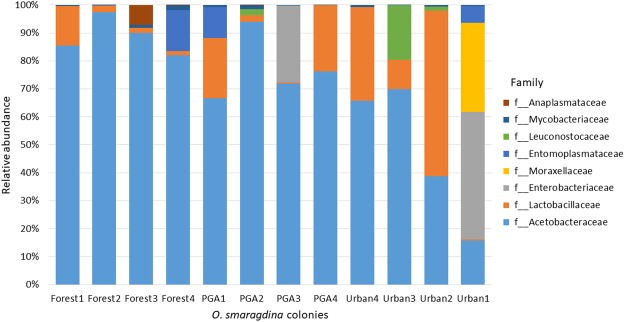 100%
90%
80%
70%
60%
50%
40%
30%
20%
10%
0%
Relative abundance
Forest1 Forest2 Forest3 Forest4 PGA1 PGA2 PGA3 PGA4 Urban4 Urban3 Urban2 Urban1
O. smaragdina colonies
Family
f__Anaplasmataceae
f__Mycobacteriaceae
f__Leuconostocaceae
f__Entomoplasmataceae
f__Moraxellaceae
f__Enterobacteriaceae
f__Lactobacillaceae
f__Acetobacteraceae